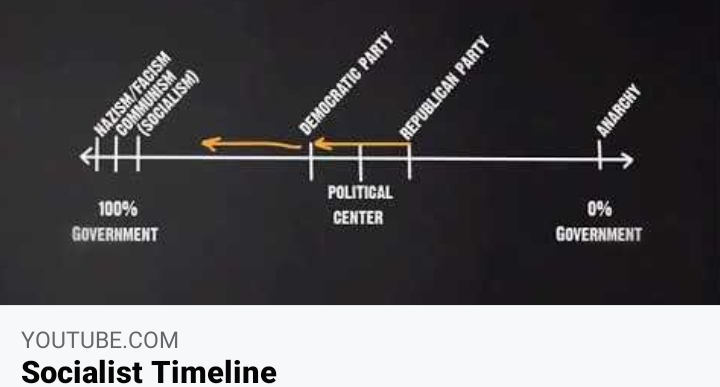 NAZISM/FACISM
COMMUNISM
(SOCIALISM)
DEMOCRATIC PARTY
REPUBLICAN PARTY
ANARCHY
POLITICAL
CENTER
100%
GOVERNMENT
0%
GOVERNMENT
YOUTUBE.COM
Socialist Timeline